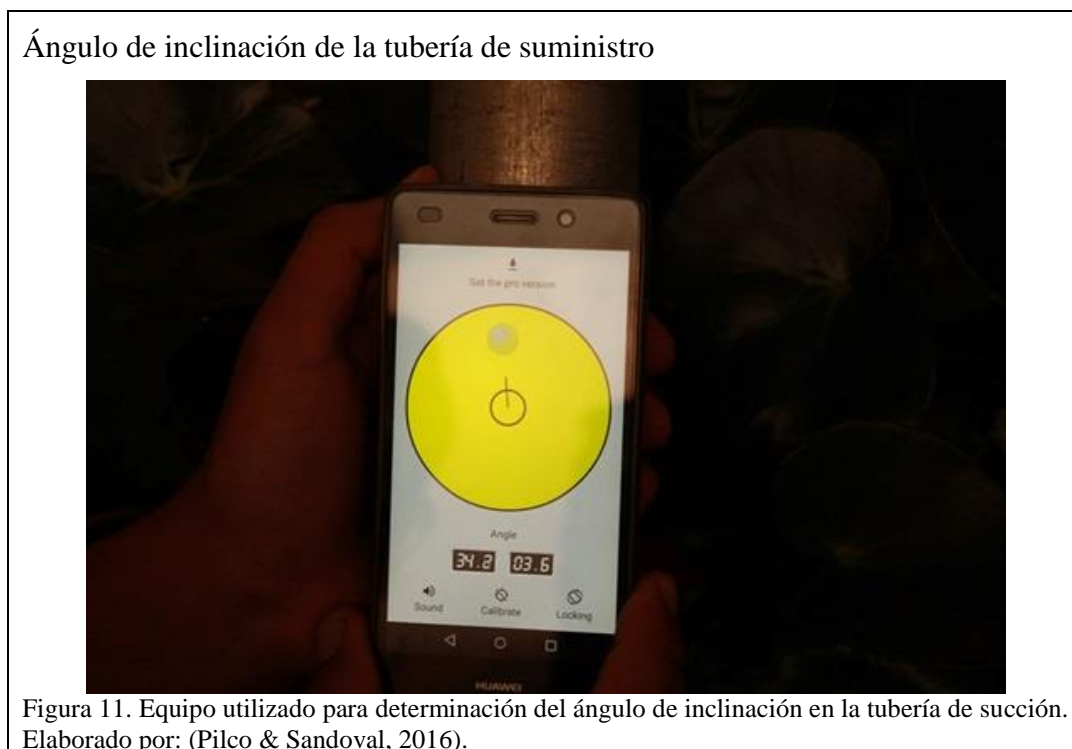 Ángulo de inclinación de la tubería de suministro
Get the pro version
Angle
34.2 03.6
Sound Calibrate Locking
HUAWEI
Figura 11. Equipo utilizado para determinación del ángulo de inclinación en la tubería de succión.
Elaborado por: (Pilco & Sandoval, 2016).